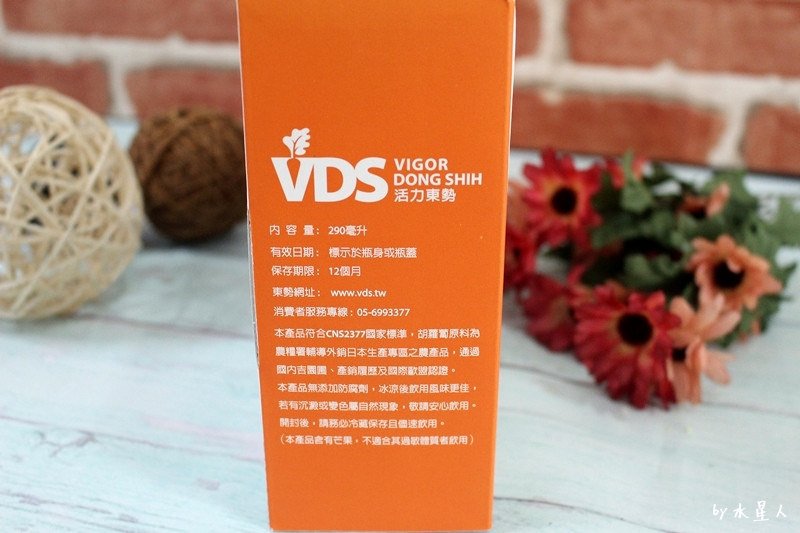 VDS
VIGOR
DONG SHIH
活力東勢
內 容 量： 290毫升
有效日期： 標示於瓶身或瓶蓋
保存期限： 12個月
東勢網址： www.vds.tw
消費者服務專線：05-6993377
本產品符合CNS2377國家標準，胡蘿蔔原料為
農糧署輔導外銷日本生產專區之農產品，通過
國內吉園圃、產銷履歷及國際歐盟認證。
本產品無添加防腐劑，冰涼後飲用風味更佳，
若有沉澱或變色屬自然現象，敬請安心飲用。
開封後，請務必冷藏保存且儘速飲用。
（本產品含有芒果，不適合其過敏體質者飲用）
by 水星人